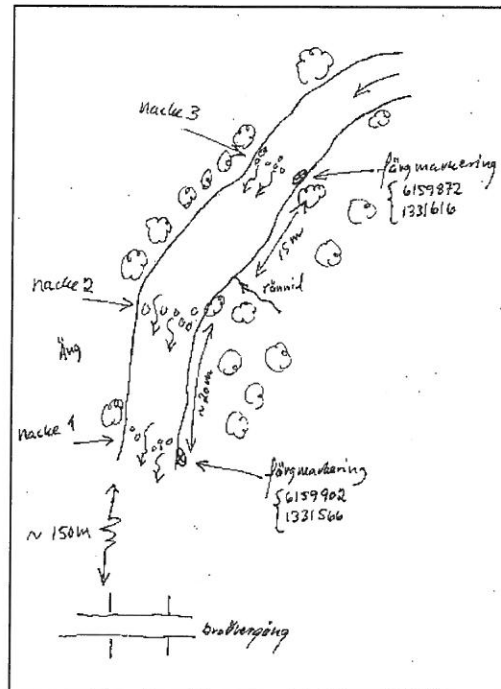 nacke 3
färgmarkering
6159872
1331616
15m
nacke 2
rännil
Äng
~20m
nacke 1
färgmarkering
6159902
1331566
~150m
broövergång